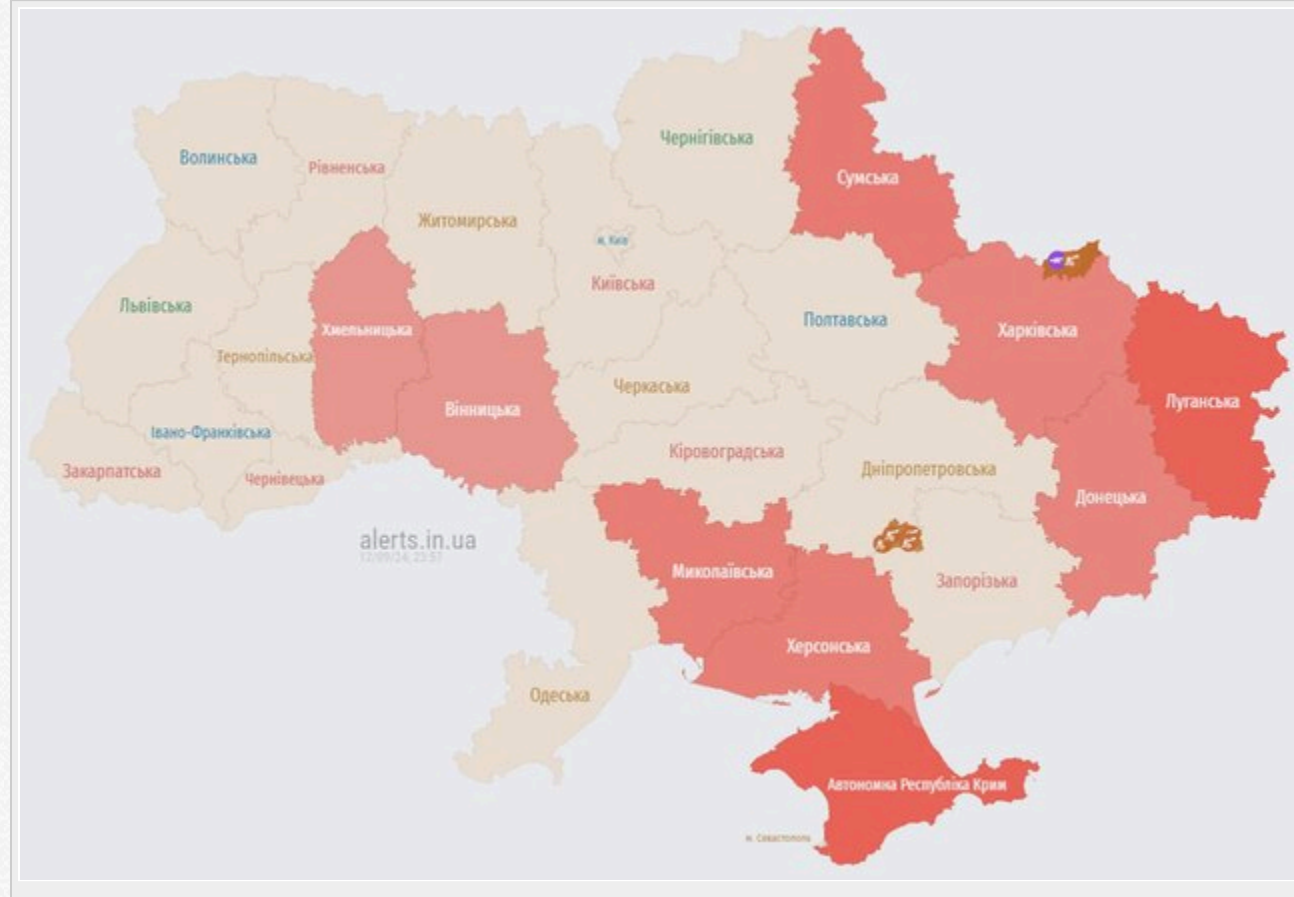 Чернігівська
Волинська
Рівненська
Сумська
Житомирська
м. Київ
Київська
Львівська
Полтавська
Хмельницька
Харківська
Тернопільська
Черкаська
Луганська
Вінницька
Івано-Франківська
Кіровоградська
Дніпропетровська
Закарпатська
Чернівецька
Донецька
alerts.in.ua
Миколаївська
Запорізька
Херсонська
Одеська
Автономна Республіка Крим
м. Севастополь